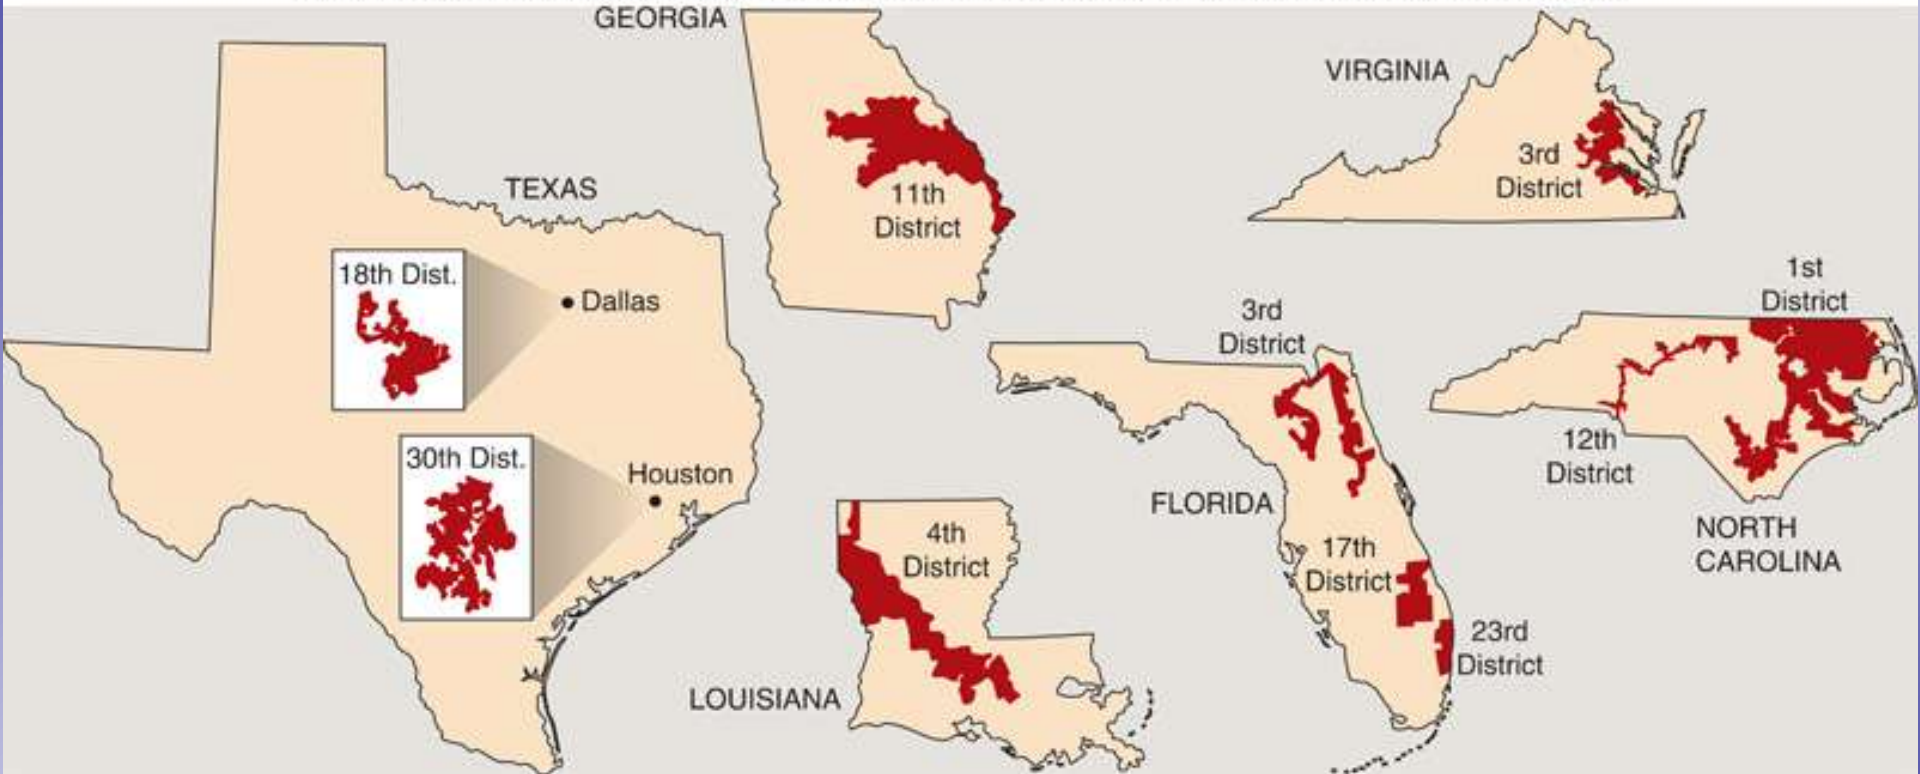 GEORGIA
11th
District
TEXAS
18th Dist.
Dallas
30th Dist.
Houston
VIRGINIA
3rd
District
1st
District
12th
District
NORTH
CAROLINA
3rd
District
FLORIDA
17th
District
23rd
District
4th
District
LOUISIANA